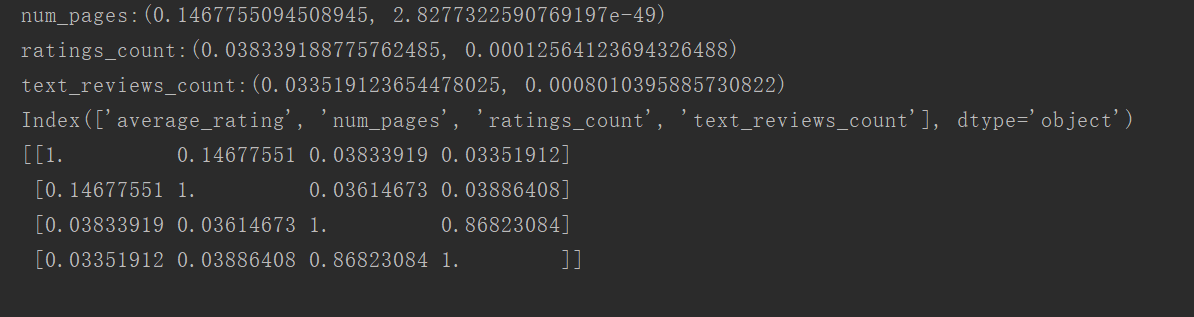 num_pages:(0.1467755094508945, 2.8277322590769197e-49)
ratings_count:(0.038339188775762485, 0.00012564123694326488)
text_reviews_count:(0.033519123654478025, 0.0008010395885730822)
Index(['average_rating', 'num_pages', 'ratings_count', 'text_reviews_count'], dtype='object')
[[1.         0.14677551 0.03833919 0.03351912]
 [0.14677551 1.         0.03614673 0.03886408]
 [0.03833919 0.03614673 1.         0.86823084]
 [0.03351912 0.03886408 0.86823084 1.        ]]